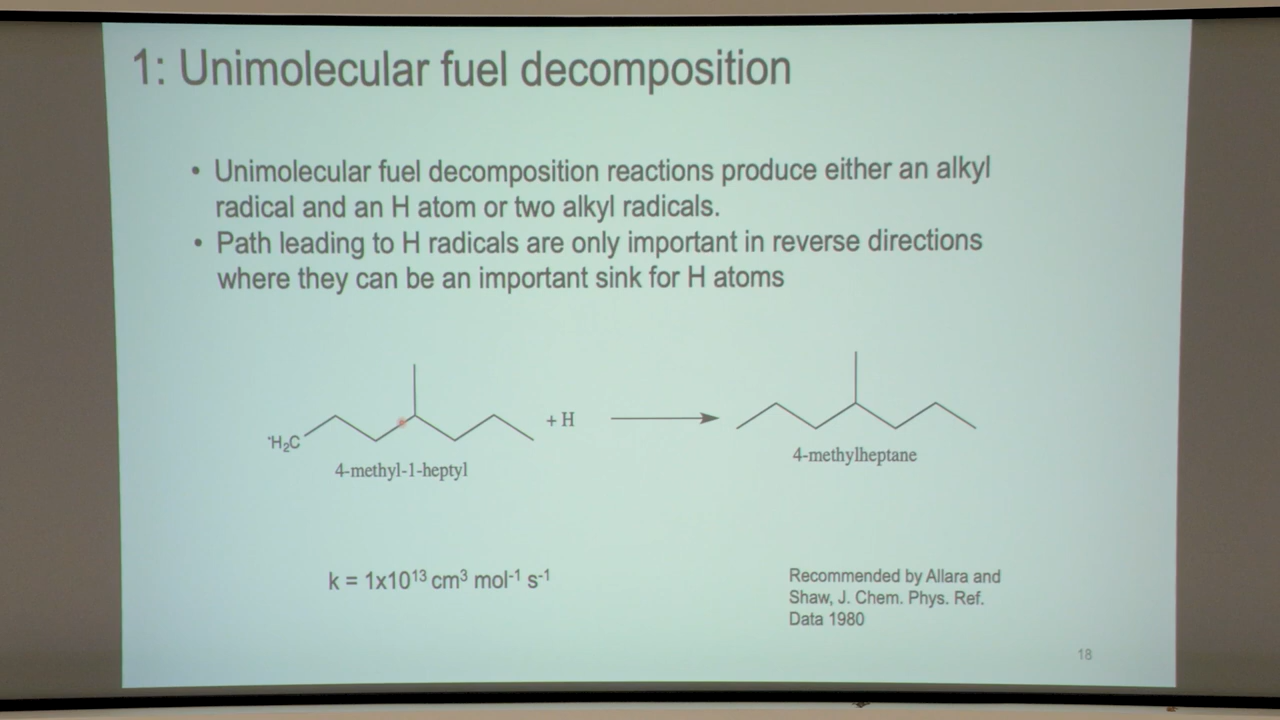 1: Unimolecular fuel decomposition
• Unimolecular fuel decomposition reactions produce either an alkyl
radical and an H atom or two alkyl radicals.
• Path leading to H radicals are only important in reverse directions
where they can be an important sink for H atoms
+ H
·H₂C
4-methyl-1-heptyl
4-methylheptane
k = 1x10¹³ cm³ mol⁻¹ s⁻¹
Recommended by Allara and
Shaw, J. Chem. Phys. Ref.
Data 1980
18